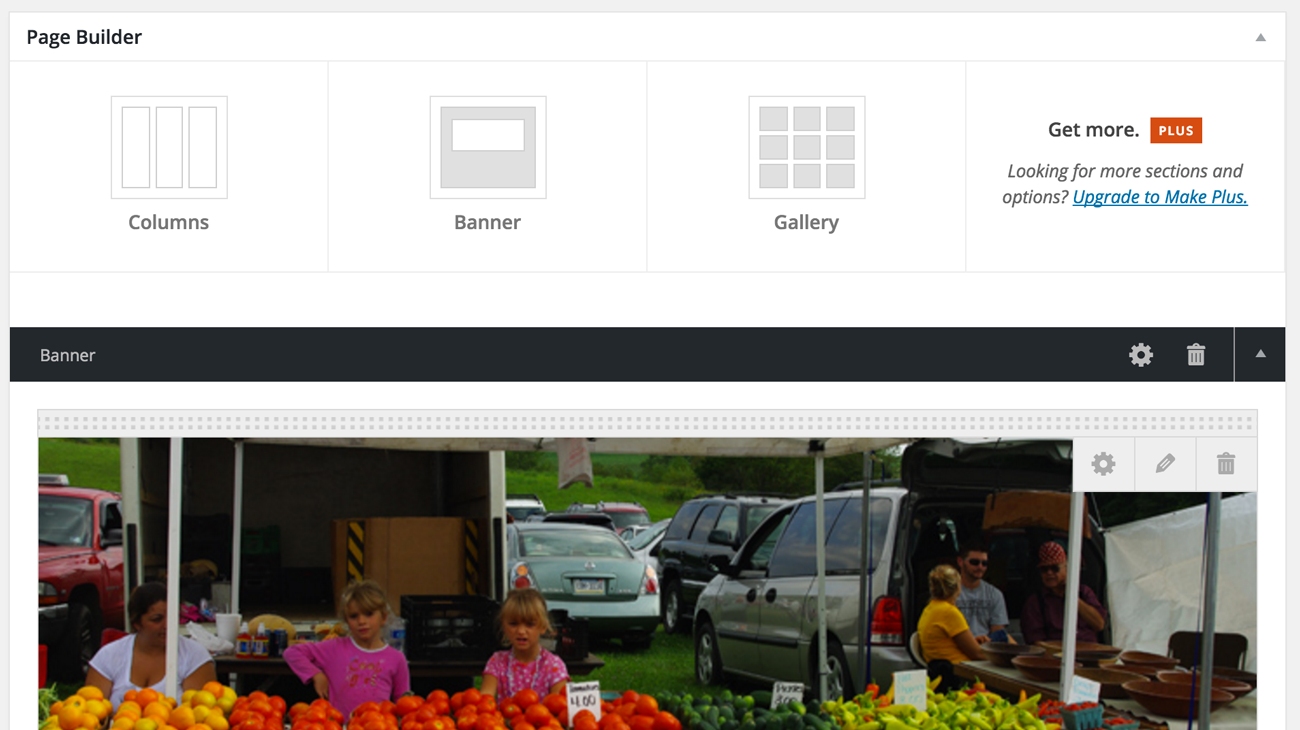 Page Builder
Columns
Banner
Gallery
Get more. PLUS
Looking for more sections and
options? Upgrade to Make Plus.
Banner
Tomatoes
4.00